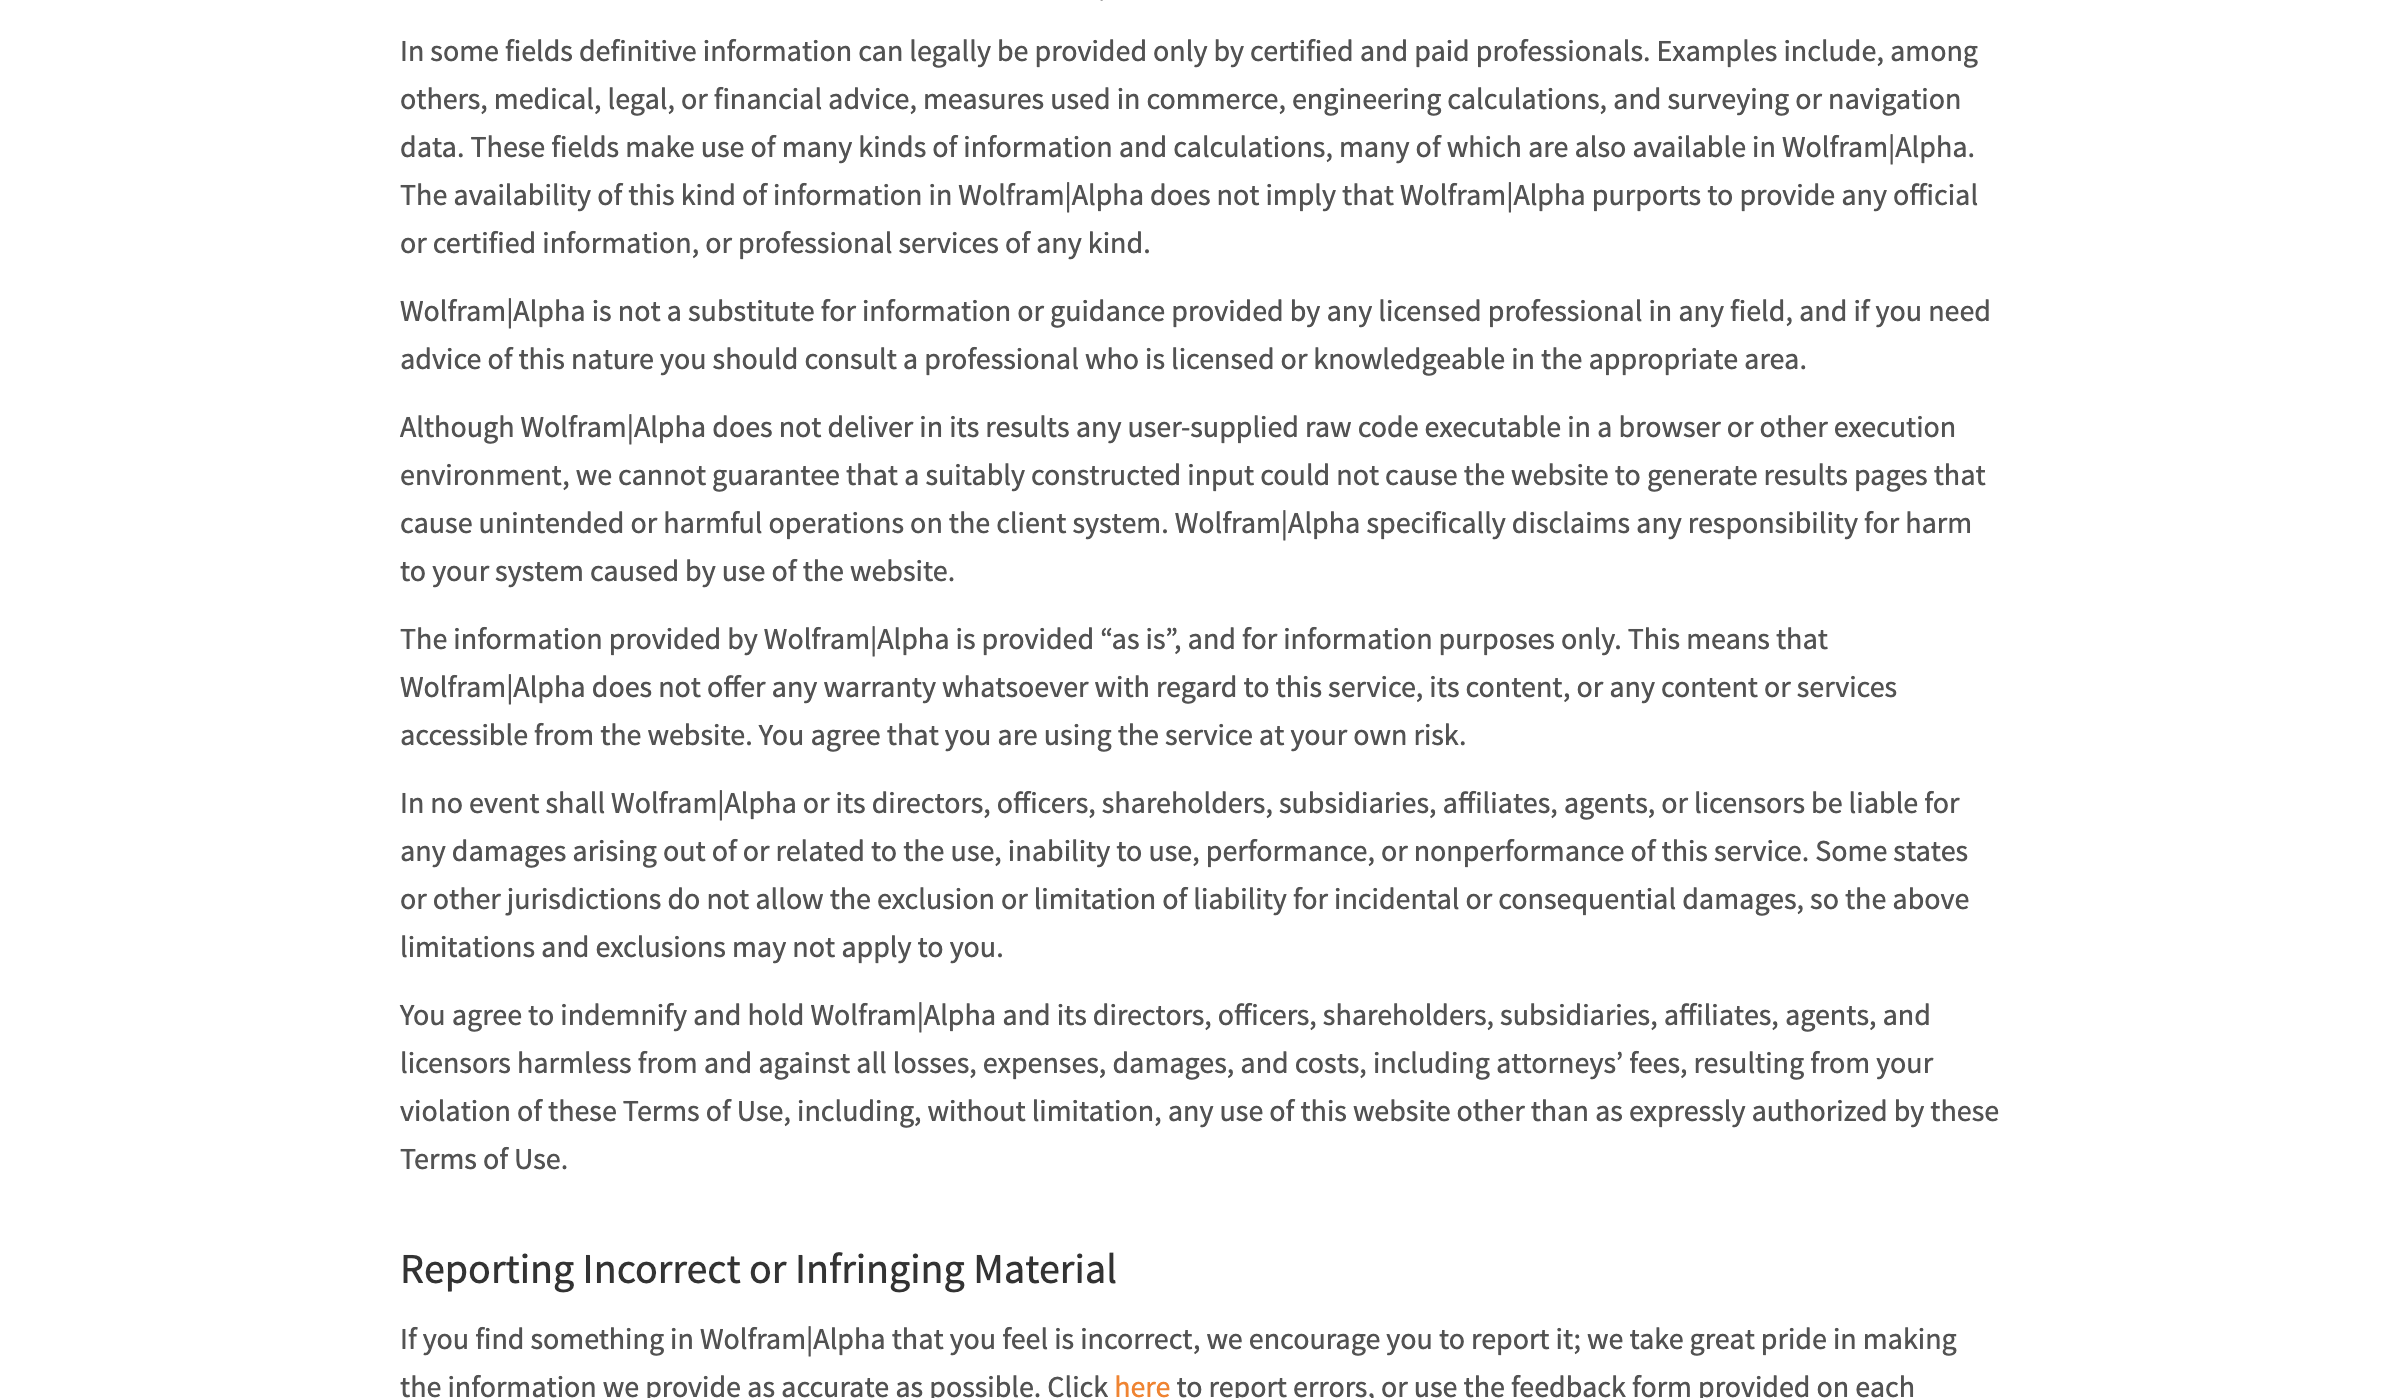 In some fields definitive information can legally be provided only by certified and paid professionals. Examples include, among
others, medical, legal, or financial advice, measures used in commerce, engineering calculations, and surveying or navigation
data. These fields make use of many kinds of information and calculations, many of which are also available in Wolfram|Alpha.
The availability of this kind of information in Wolfram|Alpha does not imply that Wolfram|Alpha purports to provide any official
or certified information, or professional services of any kind.
Wolfram|Alpha is not a substitute for information or guidance provided by any licensed professional in any field, and if you need
advice of this nature you should consult a professional who is licensed or knowledgeable in the appropriate area.
Although Wolfram|Alpha does not deliver in its results any user-supplied raw code executable in a browser or other execution
environment, we cannot guarantee that a suitably constructed input could not cause the website to generate results pages that
cause unintended or harmful operations on the client system. Wolfram|Alpha specifically disclaims any responsibility for harm
to your system caused by use of the website.
The information provided by Wolfram|Alpha is provided “as is”, and for information purposes only. This means that
Wolfram|Alpha does not offer any warranty whatsoever with regard to this service, its content, or any content or services
accessible from the website. You agree that you are using the service at your own risk.
In no event shall Wolfram|Alpha or its directors, officers, shareholders, subsidiaries, affiliates, agents, or licensors be liable for
any damages arising out of or related to the use, inability to use, performance, or nonperformance of this service. Some states
or other jurisdictions do not allow the exclusion or limitation of liability for incidental or consequential damages, so the above
limitations and exclusions may not apply to you.
You agree to indemnify and hold Wolfram|Alpha and its directors, officers, shareholders, subsidiaries, affiliates, agents, and
licensors harmless from and against all losses, expenses, damages, and costs, including attorneys’ fees, resulting from your
violation of these Terms of Use, including, without limitation, any use of this website other than as expressly authorized by these
Terms of Use.
Reporting Incorrect or Infringing Material
If you find something in Wolfram|Alpha that you feel is incorrect, we encourage you to report it; we take great pride in making
the information we provide as accurate as possible. Click here to report errors, or use the feedback form provided on each